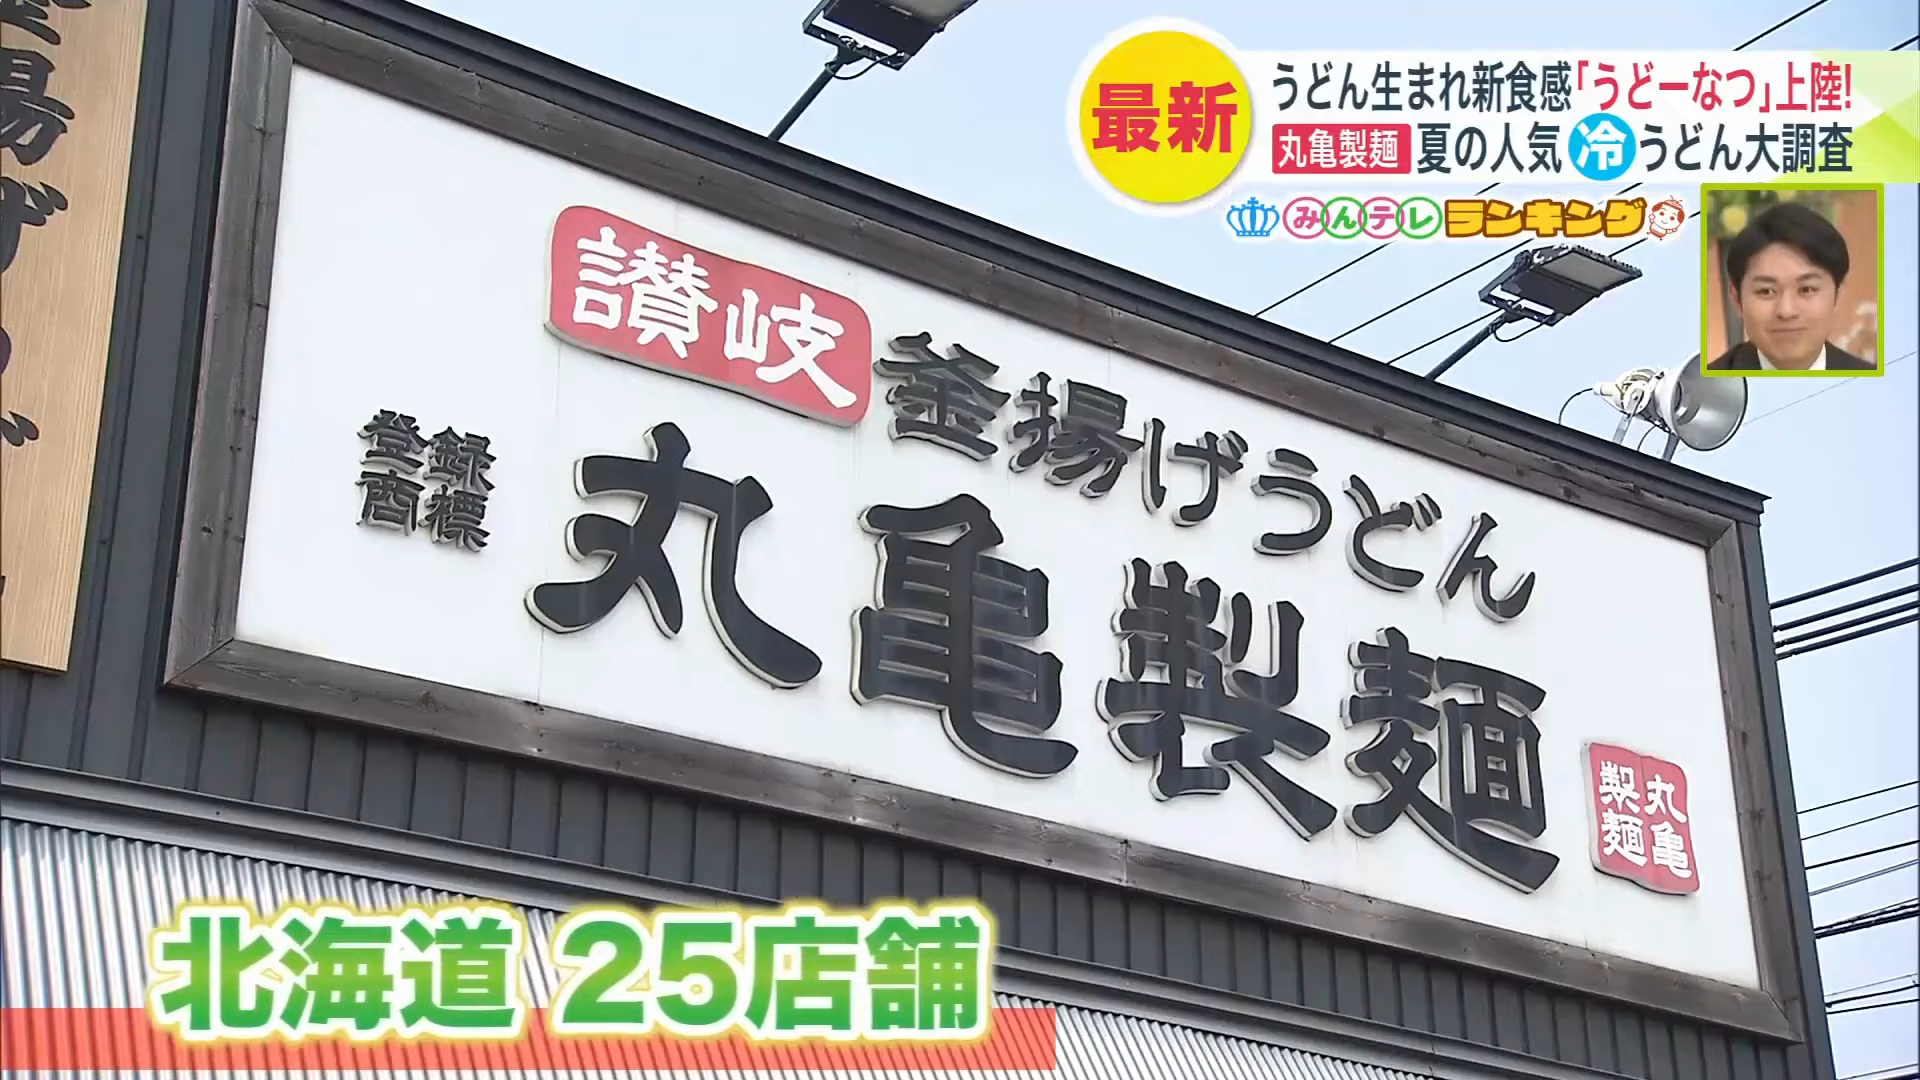 最新
うどん生まれ新食感「うどーなつ」上陸!
丸亀製麺 夏の人気 冷 うどん大調査
みんテレ ランキング
讃岐
釜揚げうどん
登録商標
丸亀製麺
丸亀製麺
北海道 25店舗